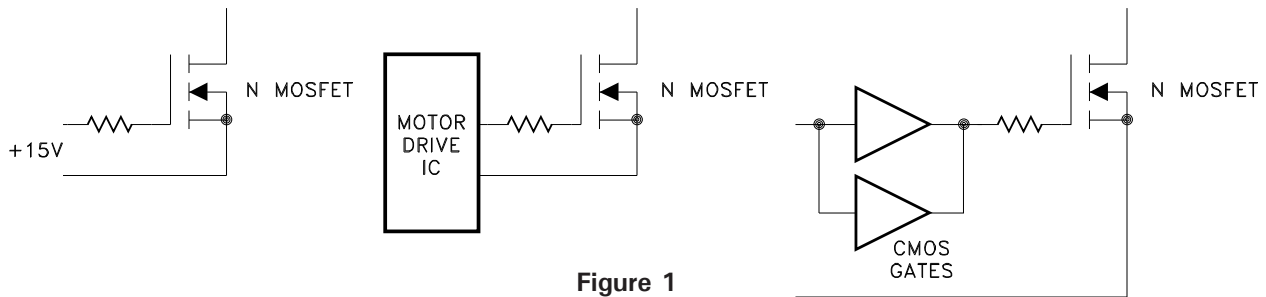 N MOSFET
+15V
MOTOR
DRIVE
IC
N MOSFET
CMOS
GATES
N MOSFET
Figure 1